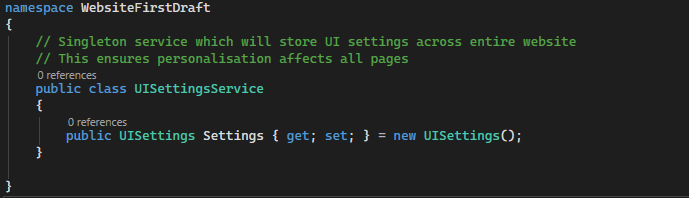 namespace WebsiteFirstDraft
{
// Singleton service which will store UI settings across entire website
// This ensures personalisation affects all pages
0 references
public class UISettingsService
{
0 references
public UISettings Settings { get; set; } = new UISettings();
}
}